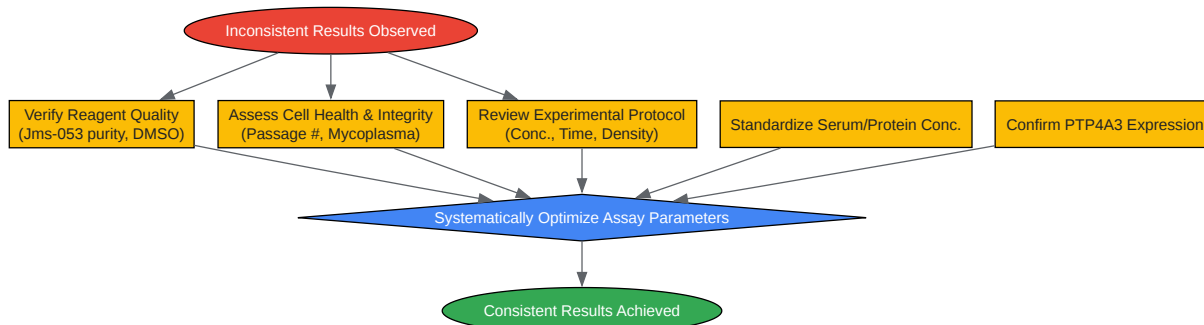 Inconsistent Results Observed
Verify Reagent Quality
(Jms-053 purity, DMSO)
Assess Cell Health & Integrity
(Passage #, Mycoplasma)
Review Experimental Protocol
(Conc., Time, Density)
Standardize Serum/Protein Conc.
Confirm PTP4A3 Expression
Systematically Optimize Assay Parameters
Consistent Results Achieved